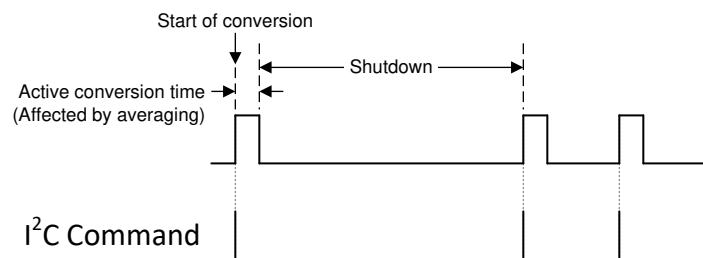 Start of conversion
Shutdown
Active conversion time
(Affected by averaging)
I²C Command